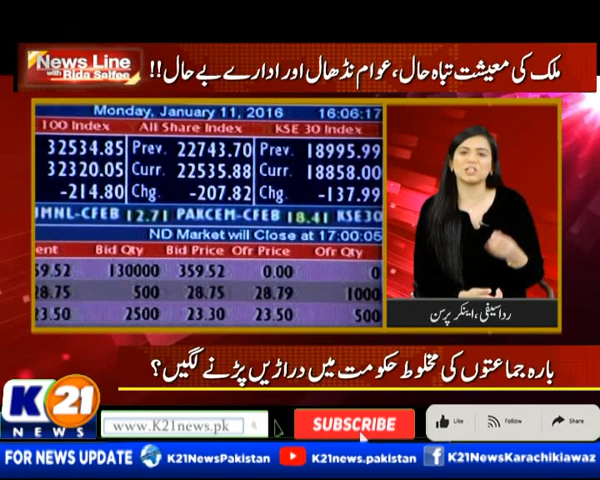 News Line
with Rida Saifee
ملک کی معیشت تباہ حال، عوام نڈھال اور ادارے بے حال!!
Monday, January 11, 2016 16:06:17
100 Index All Share Index KSE 30 Index
32534.85 Prev. 22743.70 Prev. 18995.99
32320.05 Curr. 22535.88 Curr. 18858.00
-214.80 Chg. -207.82 Chg. -137.99
IMNL-CFEB 12.71 PAKCEM-CFEB 18.41 KSE30
ND Market will Close at 17:00:05
ent Bid Qty Bid Price Ofr Price Ofr Qty
59.52 130000 359.52 0.00 0
28.75 500 28.75 28.79 1000
23.50 2500 23.30 23.50 500
ردا سیفی، اینکر پرسن
بارہ جماعتوں کی مخلوط حکومت میں دراڑیں پڑنے لگیں؟
K21
NEWS
www.K21news.pk
SUBSCRIBE
Like Follow Share
FOR NEWS UPDATE K21NewsPakistan K21news.pakistan K21NewsKarachikiawaz